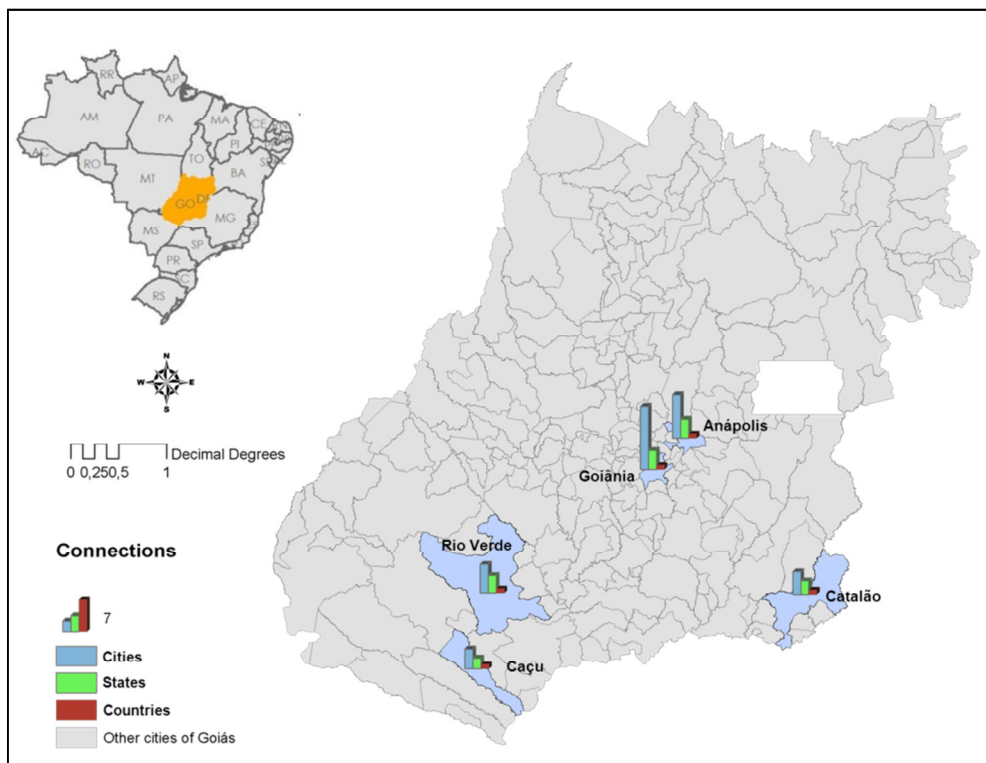 RR
AP
AM
PA
MA
CE
PI
AC
RO
TO
BA
MT
GO
DF
MG
MS
SP
PR
SC
RS
N
W
E
S
0 0,250,5 1 Decimal Degrees
Connections
7
Cities
States
Countries
Other cities of Goiás
Anápolis
Goiânia
Rio Verde
Catalão
Caçu